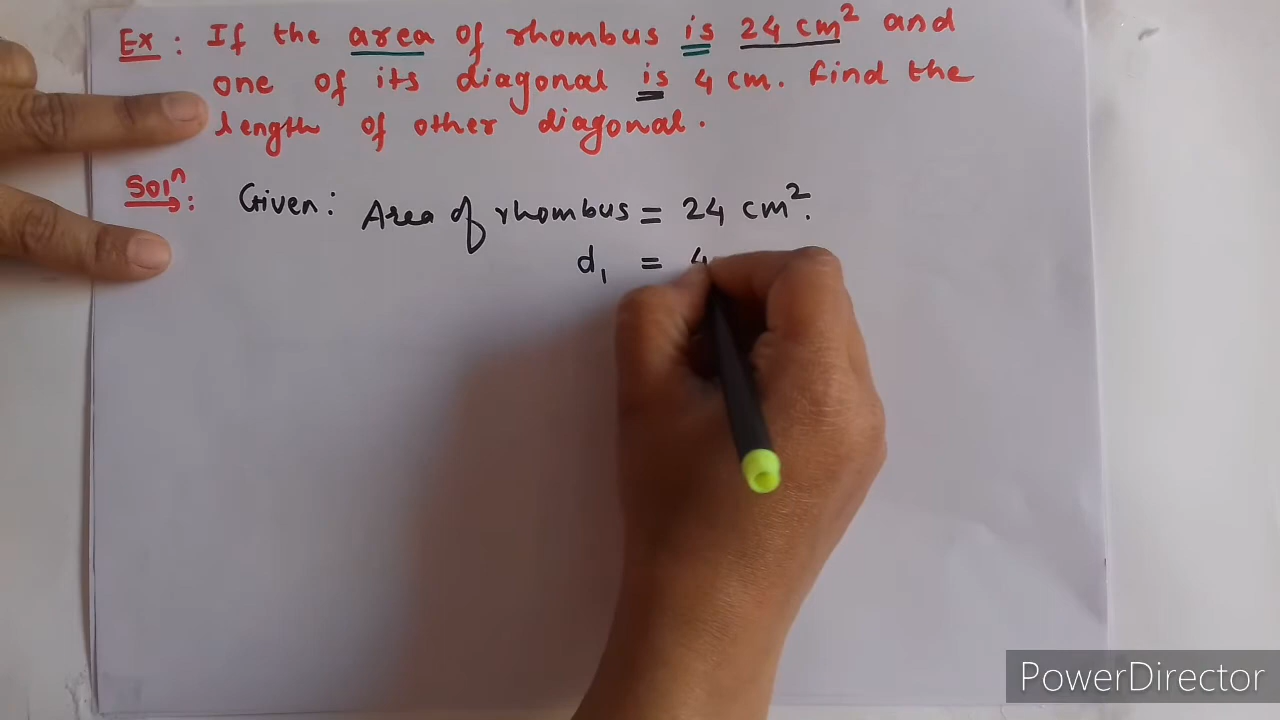 Ex : If the area of rhombus is 24 cm² and
one of its diagonal is 4 cm. Find the
length of other diagonal.
Solⁿ:
Given: Area of rhombus = 24 cm².
d₁ = 4
PowerDirector